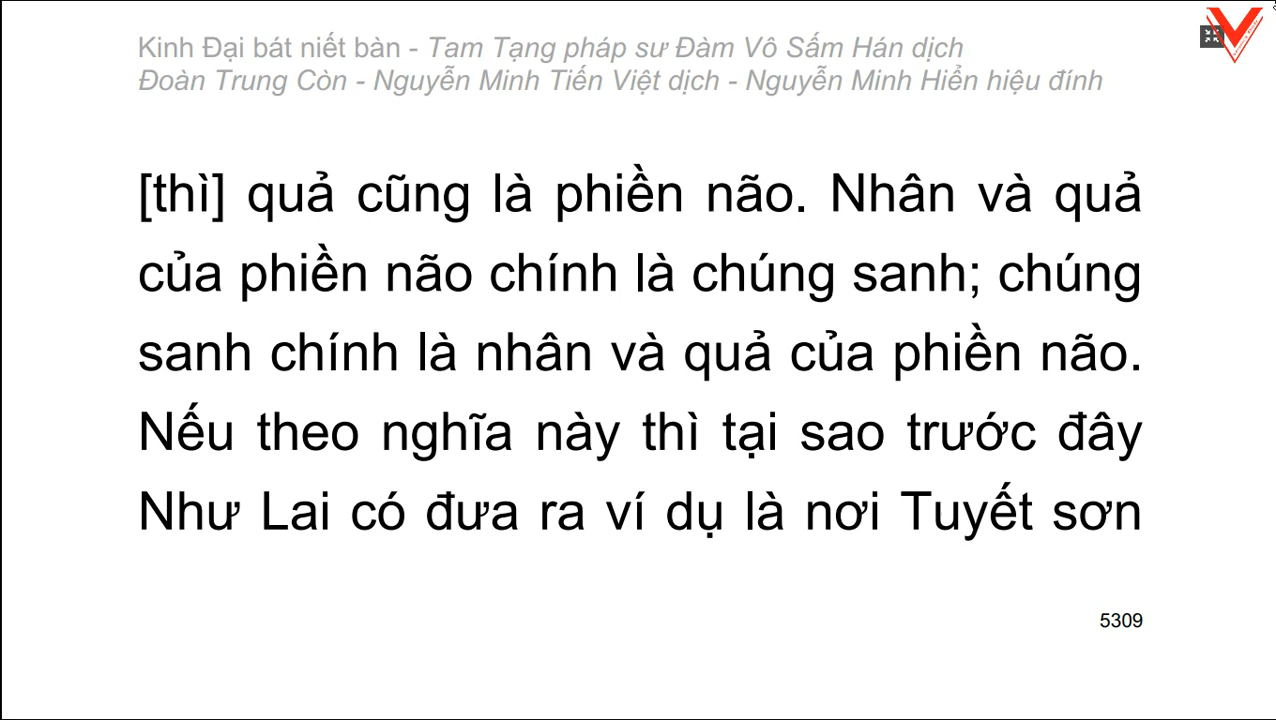 Kinh Đại bát niết bàn - Tam Tạng pháp sư Đàm Vô Sấm Hán dịch
Đoàn Trung Còn - Nguyễn Minh Tiến Việt dịch - Nguyễn Minh Hiển hiệu đính
[thì] quả cũng là phiền não. Nhân và quả
của phiền não chính là chúng sanh; chúng
sanh chính là nhân và quả của phiền não.
Nếu theo nghĩa này thì tại sao trước đây
Như Lai có đưa ra ví dụ là nơi Tuyết sơn
5309